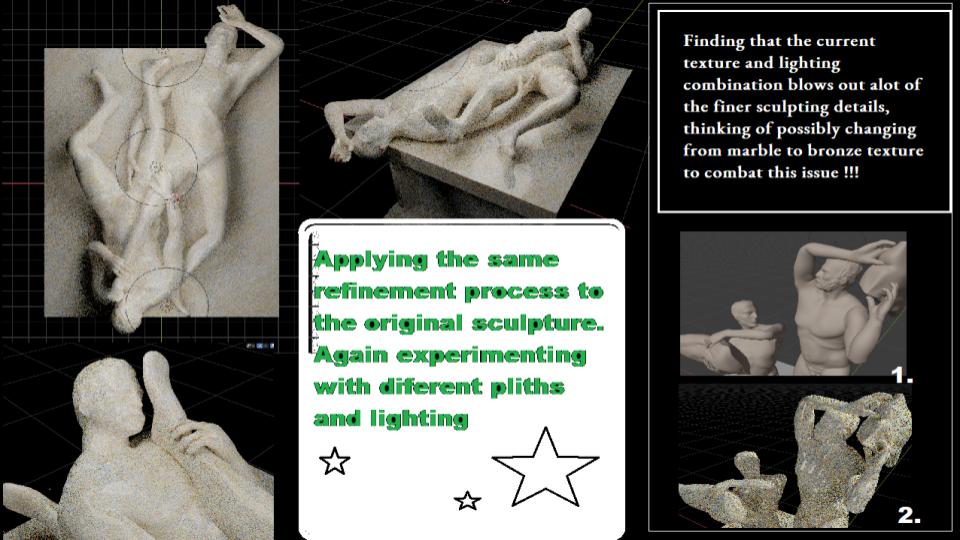 Finding that the current
texture and lighting
combination blows out alot of
the finer sculpting details,
thinking of possibly changing
from marble to bronze texture
to combat this issue !!!
Applying the same
refinement process to
the original sculpture.
Again experimenting
with diferent pliths
and lighting
1.
2.